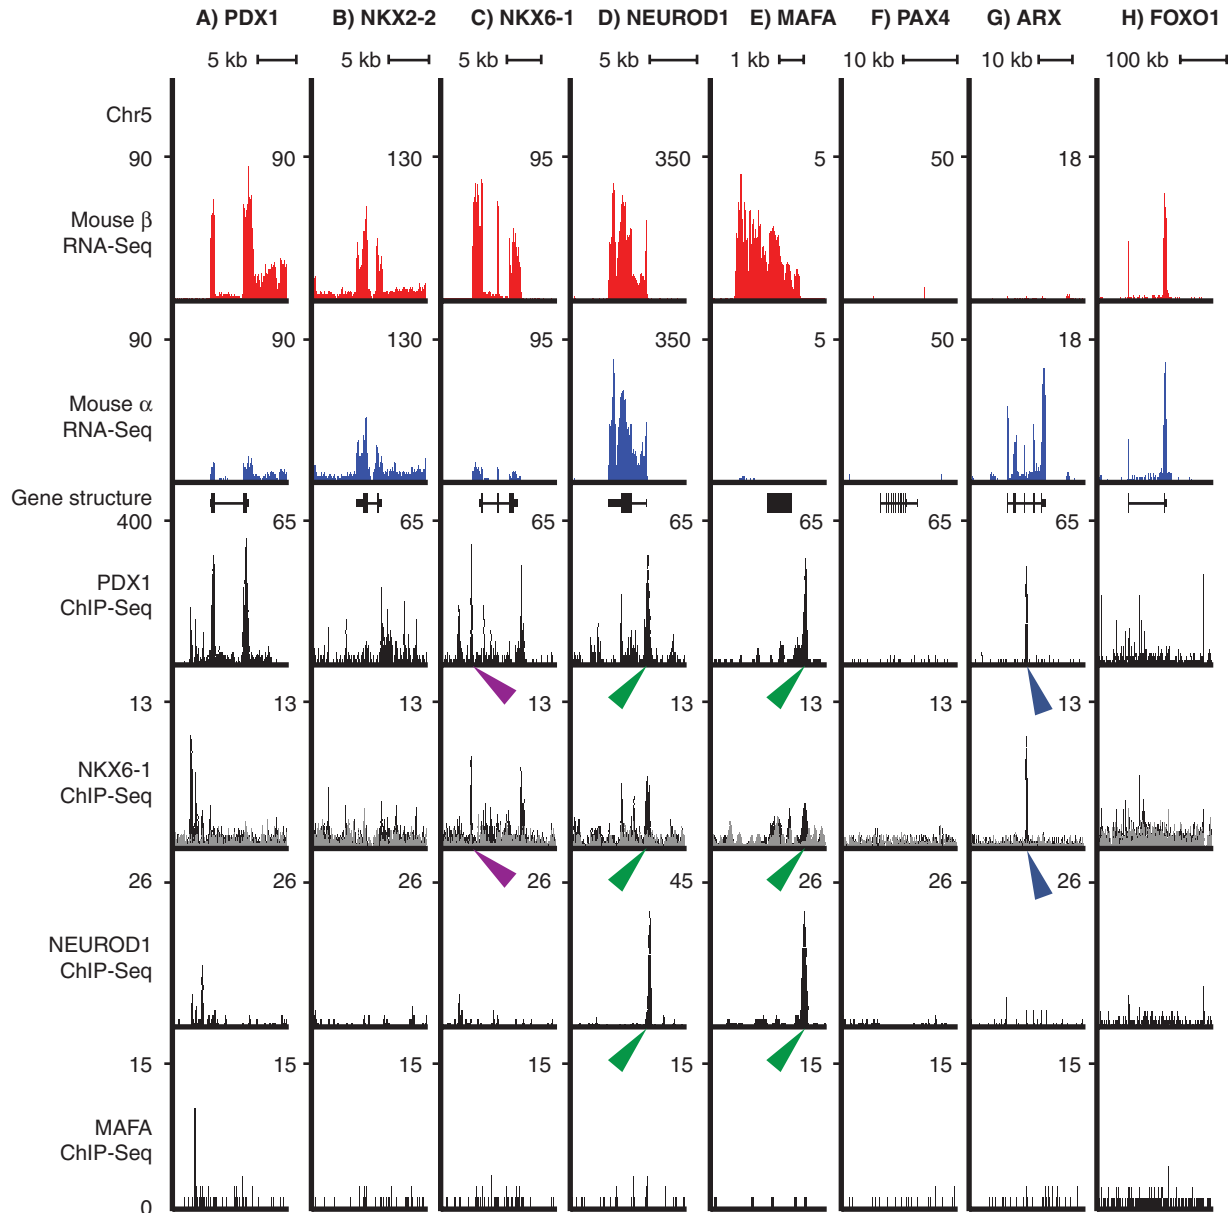 A) PDX1 B) NKX2-2 C) NKX6-1 D) NEUROD1 E) MAFA F) PAX4 G) ARX H) FOXO1
5 kb 5 kb 5 kb 5 kb 1 kb 10 kb 10 kb 100 kb
Chr5
90 90 130 95 350 5 50 18
Mouse β
RNA-Seq
90 90 130 95 350 5 50 18
Mouse α
RNA-Seq
Gene structure
400 65 65 65 65 65 65 65
PDX1
ChIP-Seq
13 13 13 13 13 13 13 13
NKX6-1
ChIP-Seq
26 26 26 26 45 26 26 26
NEUROD1
ChIP-Seq
15 15 15 15 15 15 15 15
MAFA
ChIP-Seq
0